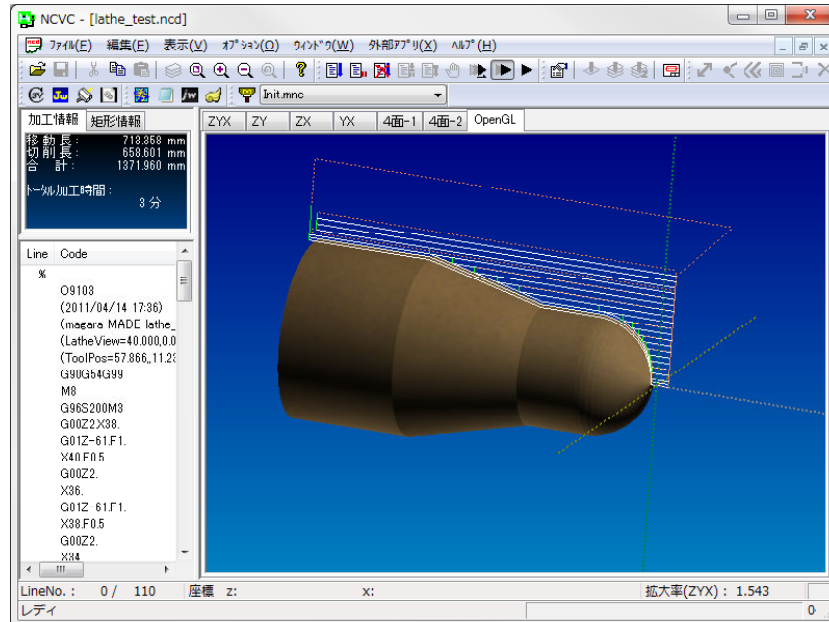 NCVC - [lathe_test.ncd]
ファイル(F) 編集(E) 表示(V) オプション(O) ウィンドウ(W) 外部アプリ(X) ヘルプ(H)
Init.mnc
加工情報 矩形情報
ZYX ZY ZX YX 4面-1 4面-2 OpenGL
移動長: 713.358 mm
切削長: 658.601 mm
合 計: 1371.960 mm
トータル加工時間:
3 分
Line Code
%
O9103
(2011/04/14 17:36)
(magara MADE lathe_
(LatheView=40.000,0.0
(ToolPos=57.866,11.23
G90G54G99
M8
G96S200M3
G00Z2.X38.
G01Z-61.F1.
X40.F0.5
G00Z2.
X36.
G01Z-61.F1.
X38.F0.5
G00Z2.
X34.
LineNo. : 0 / 110 座標 z: x: 拡大率(ZYX) : 1.543
レディ 0